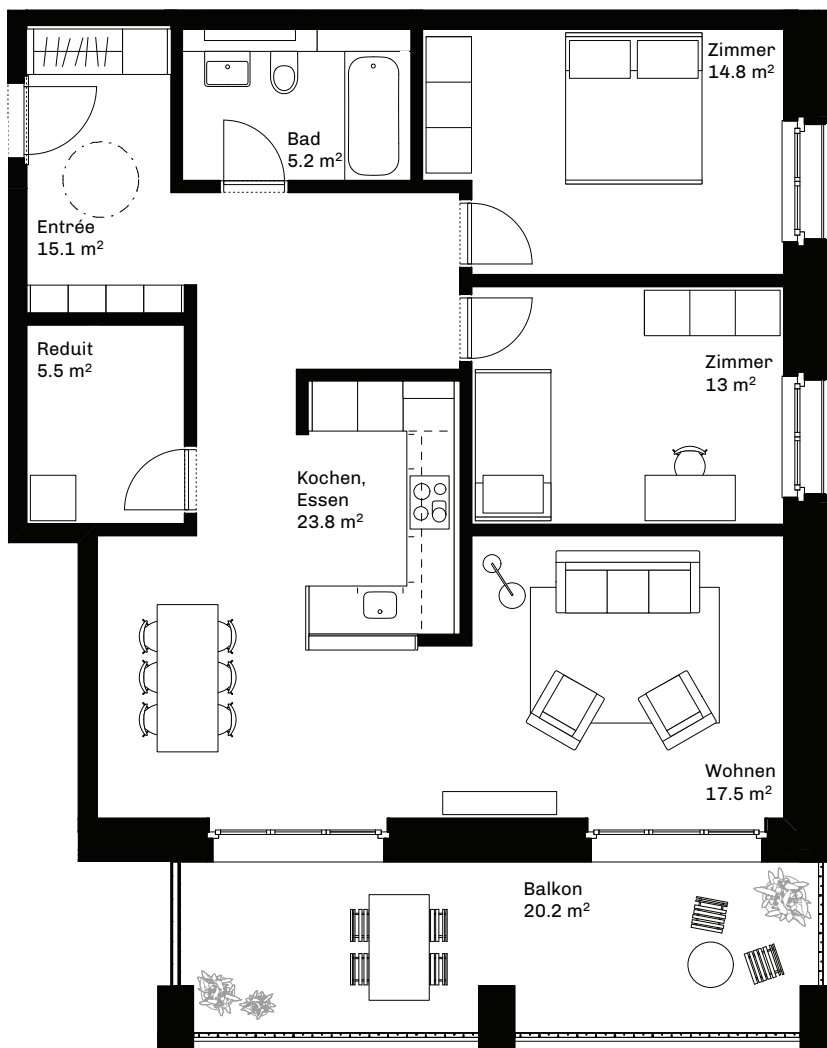 Zimmer
14.8 m²
Bad
5.2 m²
Entrée
15.1 m²
Reduit
5.5 m²
Zimmer
13 m²
Kochen,
Essen
23.8 m²
Wohnen
17.5 m²
Balkon
20.2 m²